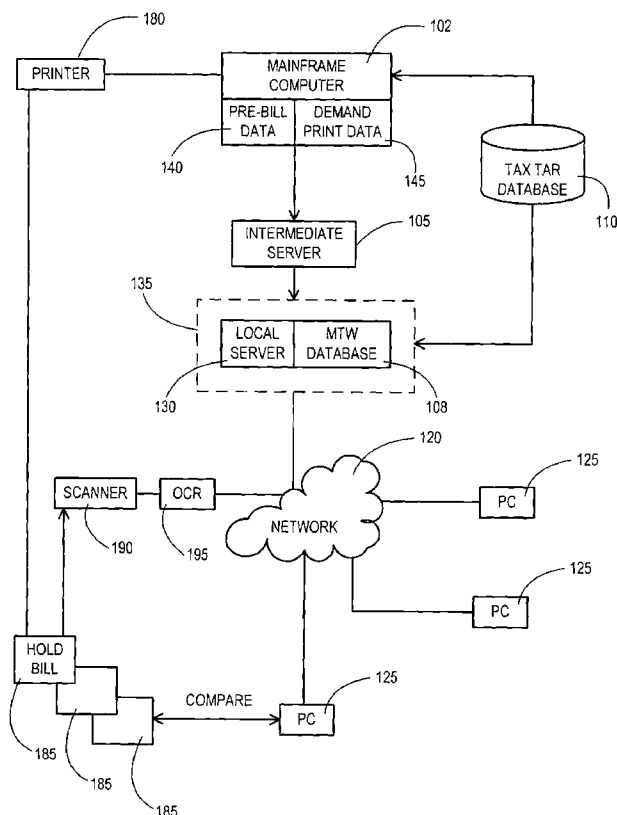 180
102
PRINTER
MAINFRAME
COMPUTER
PRE-BILL
DATA
DEMAND
PRINT DATA
140
145
TAX TAR
DATABASE
110
105
INTERMEDIATE
SERVER
135
LOCAL
SERVER
MTW
DATABASE
130
108
120
125
SCANNER
OCR
NETWORK
PC
190
195
125
PC
HOLD
BILL
125
COMPARE
PC
185
185
185